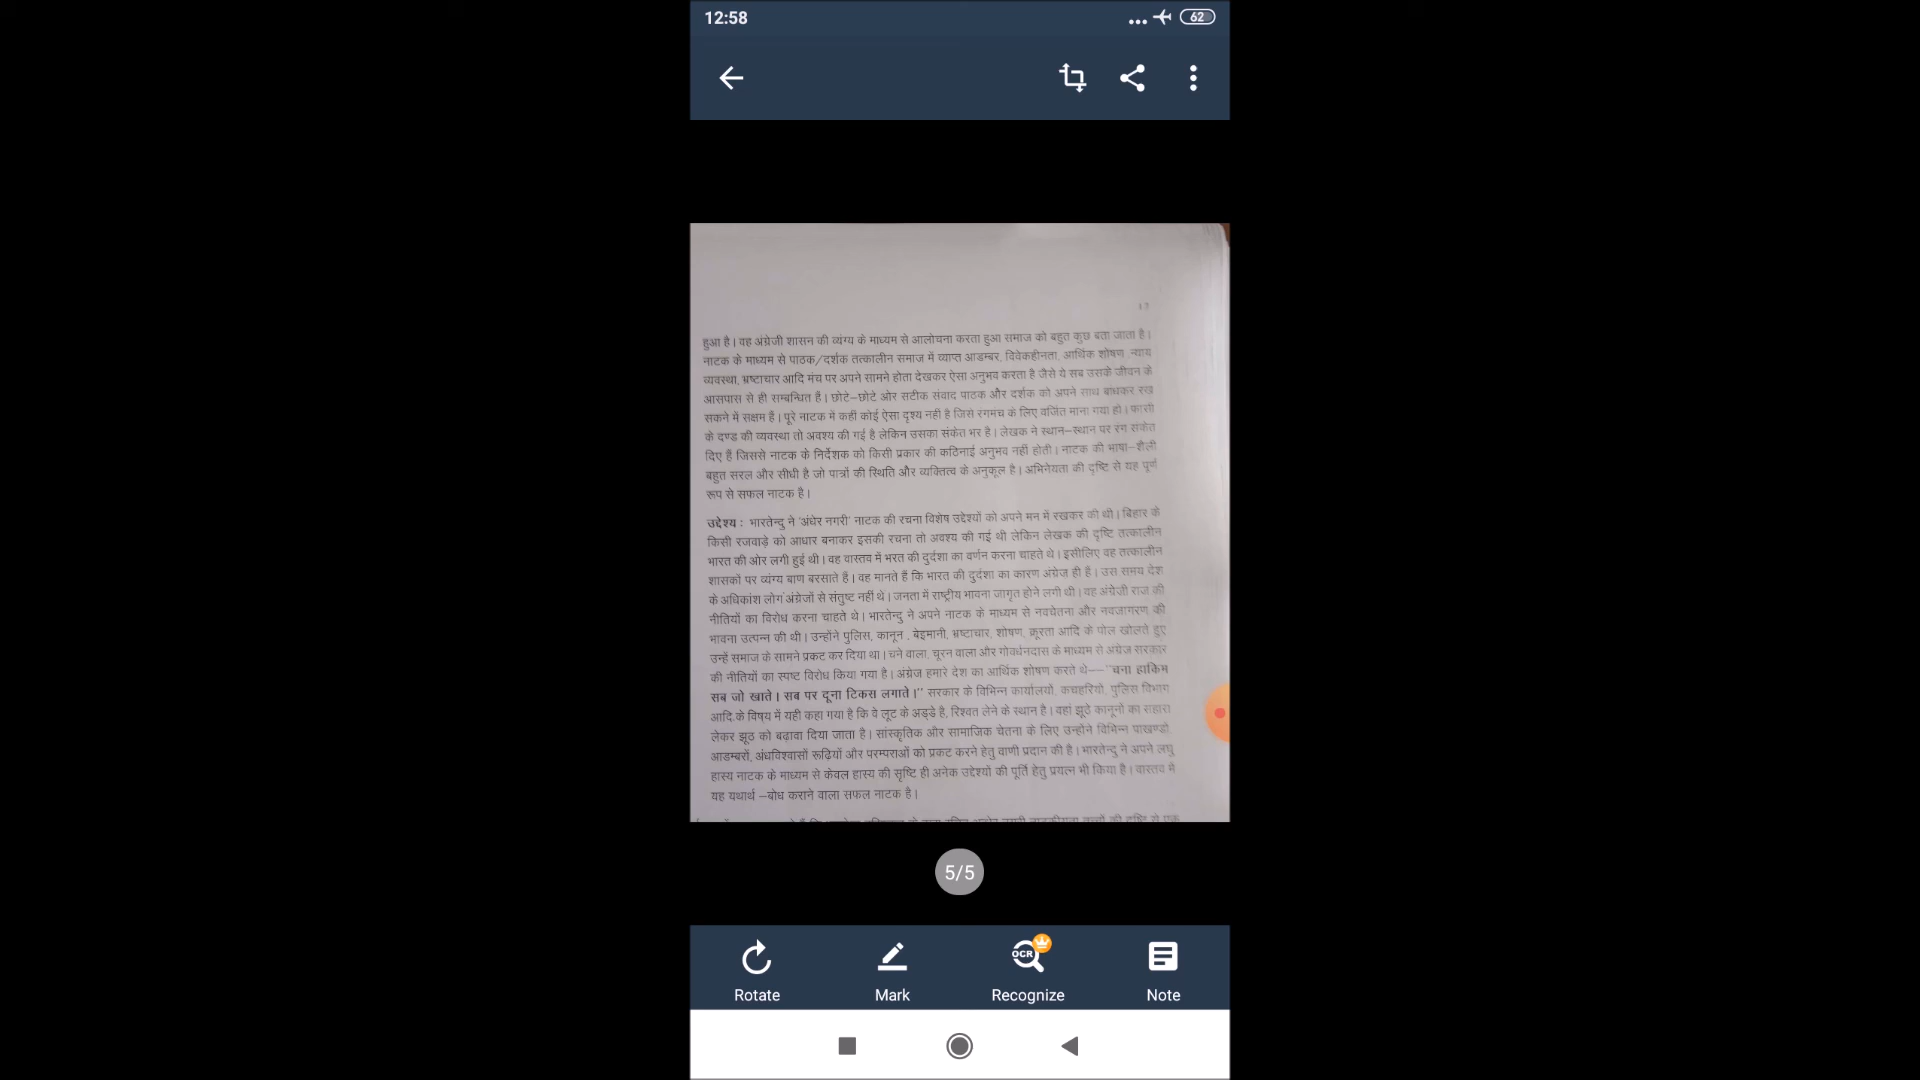 12:58
62
13
हुआ है। वह अंग्रेजी शासन की व्यंग्य के माध्यम से आलोचना करता हुआ समाज को बहुत कुछ बता जाता है।
नाटक के माध्यम से पाठक/दर्शक तत्कालीन समाज में व्याप्त आडम्बर, विवेकहीनता, आर्थिक शोषण, न्याय
व्यवस्था, भ्रष्टाचार आदि मंच पर अपने सामने होता देखकर ऐसा अनुभव करता है जैसे ये सब उसके जीवन के
आसपास से ही सम्बन्धित हैं। छोटे–छोटे ओर सटीक संवाद पाठक और दर्शक को अपने साथ बांधकर रख
सकने में सक्षम हैं। पूरे नाटक में कहीं कोई ऐसा दृश्य नहीं है जिसे रंगमंच के लिए वर्जित माना गया हो। फांसी
के दण्ड की व्यवस्था तो अवश्य की गई है लेकिन उसका संकेत भर है। लेखक ने स्थान–स्थान पर रंग संकेत
दिए हैं जिससे नाटक के निर्देशक को किसी प्रकार की कठिनाई अनुभव नहीं होती। नाटक की भाषा–शैली
बहुत सरल और सीधी है जो पात्रों की स्थिति और व्यक्तित्व के अनुकूल है। अभिनेयता की दृष्टि से यह पूर्ण
रूप से सफल नाटक है।
उद्देश्य : भारतेन्दु ने 'अंधेर नगरी' नाटक की रचना विशेष उद्देश्यों को अपने मन में रखकर की थी। बिहार के
किसी रजवाड़े को आधार बनाकर इसकी रचना तो अवश्य की गई थी लेकिन लेखक की दृष्टि तत्कालीन
भारत की ओर लगी हुई थी। वह वास्तव में भरत की दुर्दशा का वर्णन करना चाहते थे। इसीलिए वह तत्कालीन
शासकों पर व्यंग्य बाण बरसाते हैं। वह मानते हैं कि भारत की दुर्दशा का कारण अंग्रेज ही हैं। उस समय देश
के अधिकांश लोग अंग्रेजों से संतुष्ट नहीं थे। जनता में राष्ट्रीय भावना जागृत होने लगी थी। वह अंग्रेजी राज की
नीतियों का विरोध करना चाहते थे। भारतेन्दु ने अपने नाटक के माध्यम से नवचेतना और नवजागरण की
भावना उत्पन्न की थी। उन्होंने पुलिस, कानून , बेइमानी, भ्रष्टाचार, शोषण, क्रूरता आदि के पोल खोलते हुए
उन्हें समाज के सामने प्रकट कर दिया था। चने वाला, चूरन वाला और गोवर्धनदास के माध्यम से अंग्रेज सरकार
की नीतियों का स्पष्ट विरोध किया गया है। अंग्रेज हमारे देश का आर्थिक शोषण करते थे—"चना हाकिम
सब जो खाते। सब पर दूना टिकस लगाते।" सरकार के विभिन्न कार्यालयों, कचहरियो, पुलिस विभाग
आदि के विषय में यही कहा गया है कि वे लूट के अड्डे है, रिश्वत लेने के स्थान है। वहां झूठे कानूनों का सहारा
लेकर झूठ को बढ़ावा दिया जाता है। सांस्कृतिक और सामाजिक चेतना के लिए उन्होंने विभिन्न पाखण्डो
आडम्बरों, अंधविश्वासों रूढ़ियों और परम्पराओं को प्रकट करने हेतु वाणी प्रदान की है। भारतेन्दु ने अपने लघु
हास्य नाटक के माध्यम से केवल हास्य की सृष्टि ही अनेक उद्देश्यों की पूर्ति हेतु प्रयत्न भी किया है। वास्तव में
यह यथार्थ –बोध कराने वाला सफल नाटक है।
5/5
OCR
Rotate Mark Recognize Note